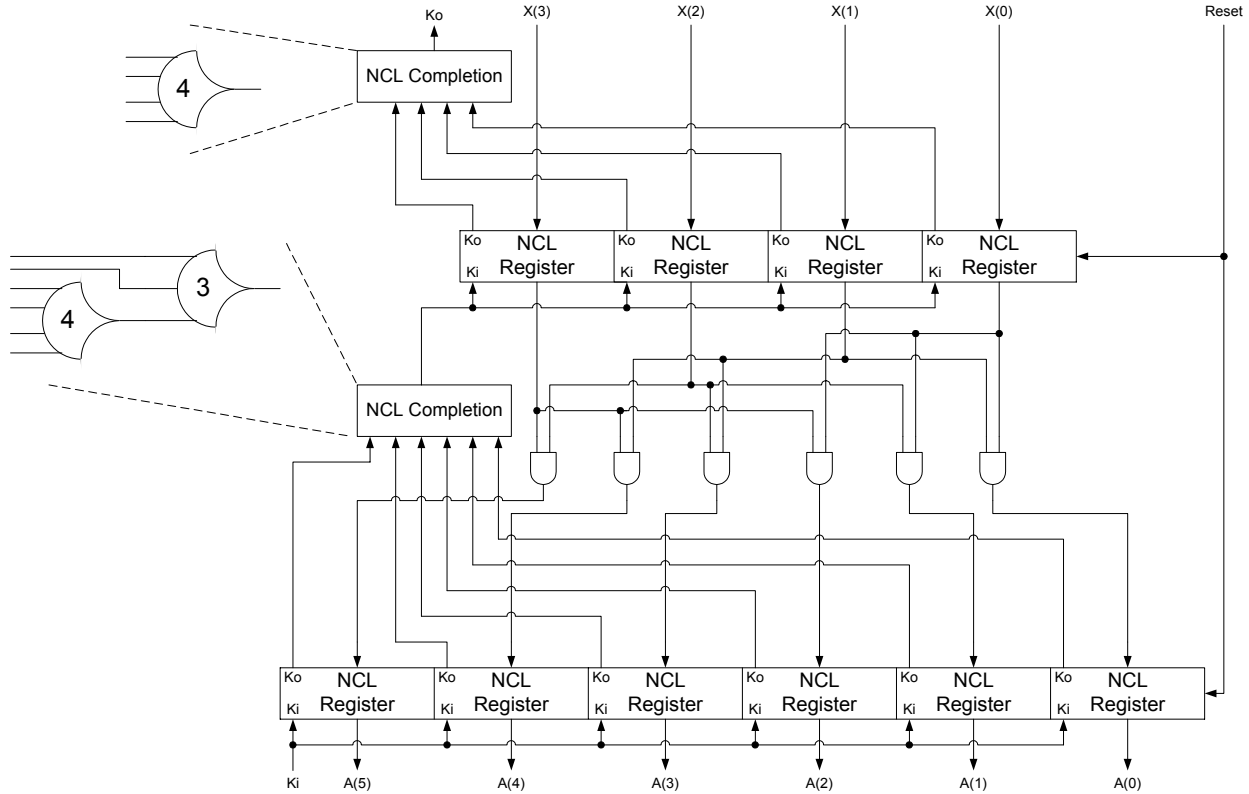 Ko
X(3)
X(2)
X(1)
X(0)
Reset
NCL Completion
4
Ko
NCL
Register
Ki
Ko
NCL
Register
Ki
Ko
NCL
Register
Ki
Ko
NCL
Register
Ki
3
4
NCL Completion
Ko
NCL
Register
Ki
Ko
NCL
Register
Ki
Ko
NCL
Register
Ki
Ko
NCL
Register
Ki
Ko
NCL
Register
Ki
Ko
NCL
Register
Ki
Ki
A(5)
A(4)
A(3)
A(2)
A(1)
A(0)